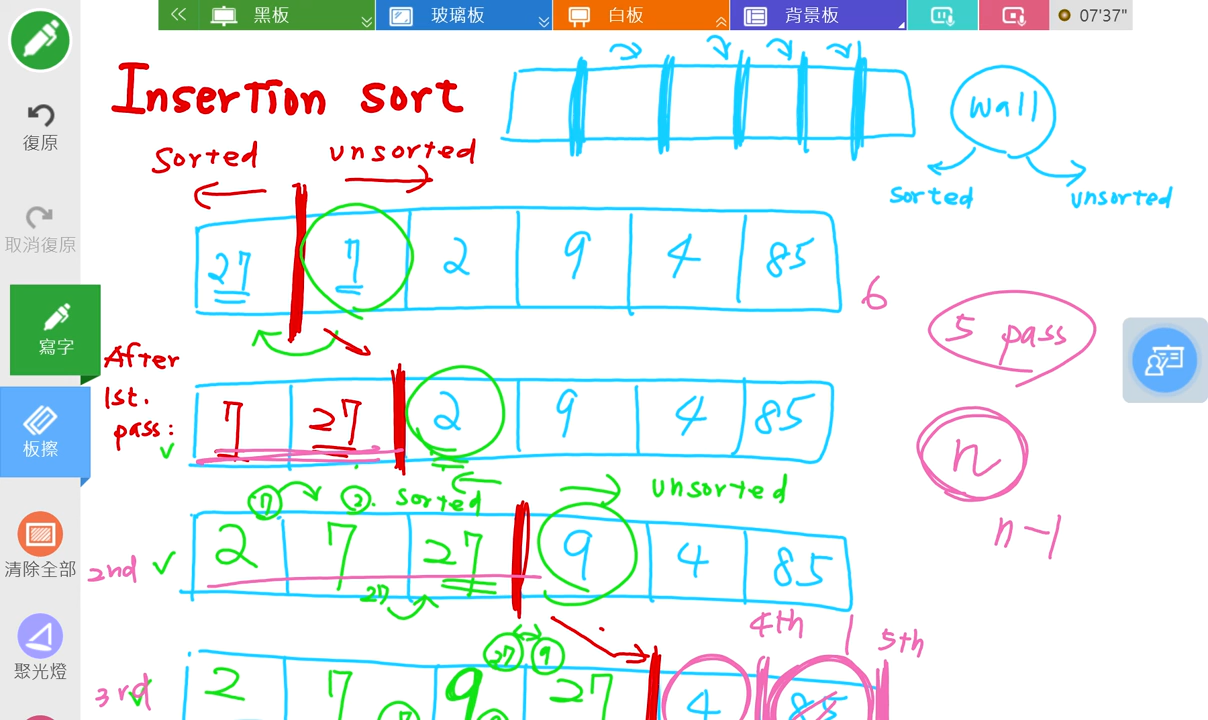 黑板
玻璃板
白板
背景板
07'37"
復原
取消復原
寫字
板擦
清除全部
聚光燈
Insertion sort
wall
sorted
unsorted
sorted unsorted
27 7 2 9 4 85
6
5 pass
After
1st.
pass:
7 27 2 9 4 85
n
n-1
7 2. sorted unsorted
2nd
2 7 27 9 4 85
27
4th
5th
27 9
3rd
2 7 9 27 4 85